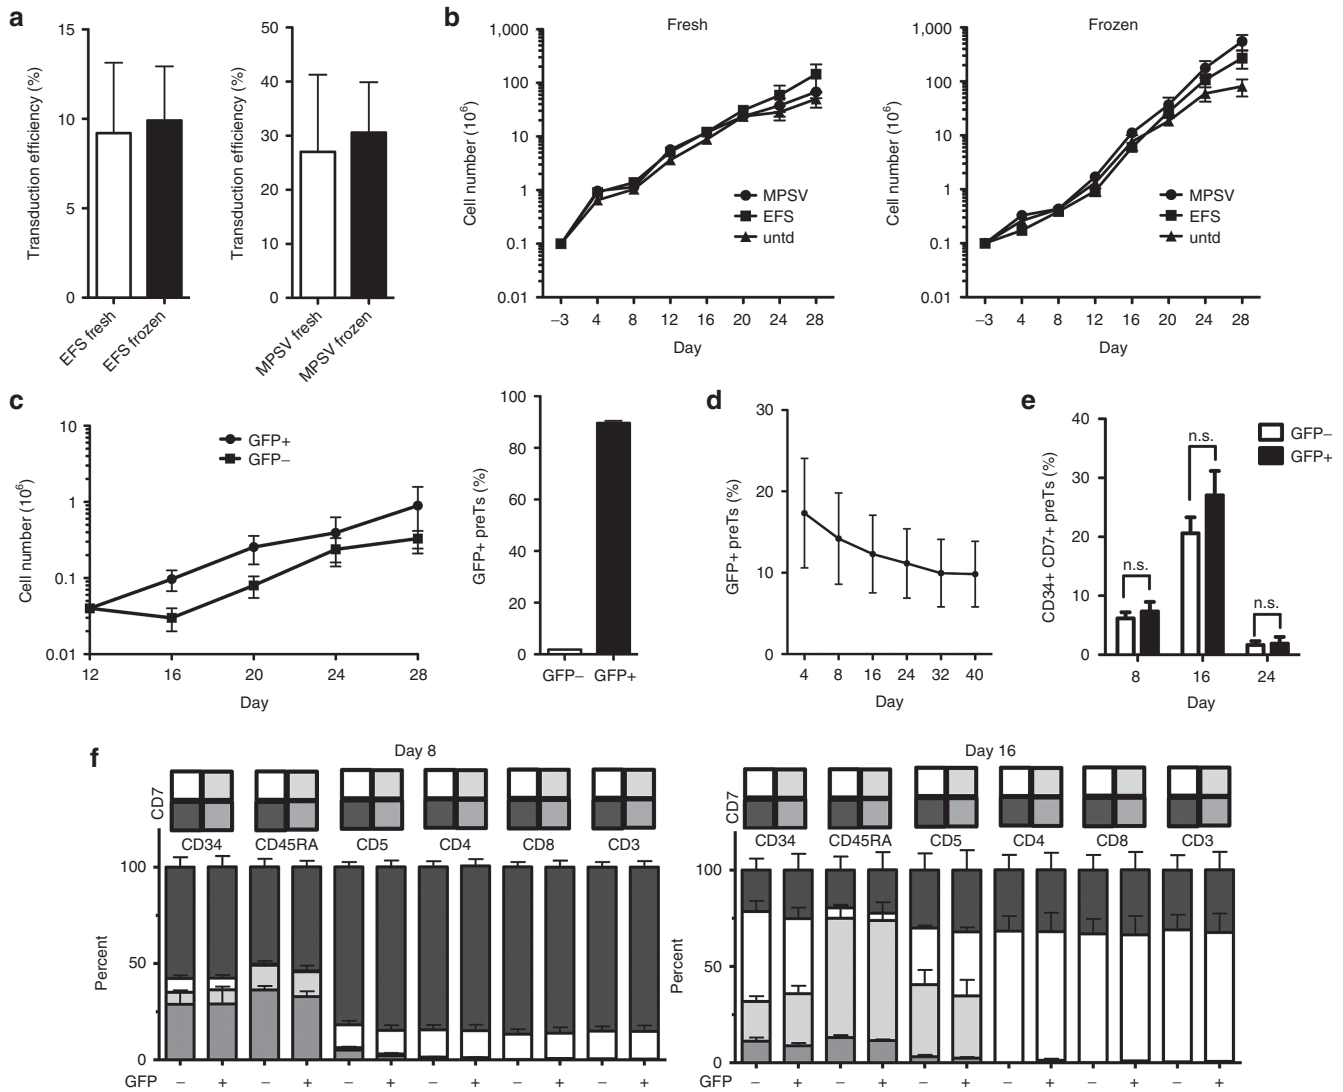 a
Transduction efficiency (%)
15
10
5
0
EFS fresh
EFS frozen
Transduction efficiency (%)
50
40
30
20
10
0
MPSV fresh
MPSV frozen
b
Fresh
Cell number (10⁶)
1,000
100
10
1
0.1
0.01
MPSV
EFS
untd
−3 4 8 12 16 20 24 28
Day
Frozen
Cell number (10⁶)
1,000
100
10
1
0.1
0.01
MPSV
EFS
untd
−3 4 8 12 16 20 24 28
Day
c
Cell number (10⁶)
10
1
0.1
0.01
GFP+
GFP−
12 16 20 24 28
Day
GFP+ preTs (%)
100
80
60
40
20
0
GFP− GFP+
d
GFP+ preTs (%)
30
20
10
0
4 8 16 24 32 40
Day
e
CD34+ CD7+ preTs (%)
40
30
20
10
0
n.s.
n.s.
n.s.
GFP−
GFP+
8 16 24
Day
f
Day 8
CD7
CD34 CD45RA CD5 CD4 CD8 CD3
Percent
100
50
0
GFP − + − + − + − + − + − +
Day 16
CD7
CD34 CD45RA CD5 CD4 CD8 CD3
Percent
100
50
0
GFP − + − + − + − + − + − +